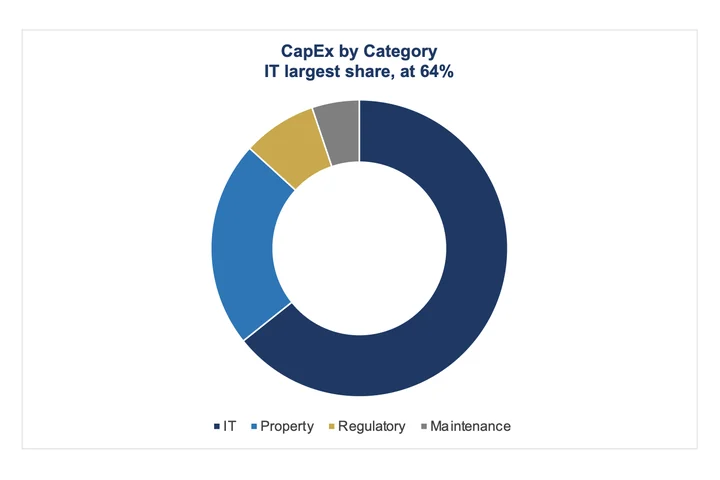 CapEx by Category
IT largest share, at 64%
IT Property Regulatory Maintenance